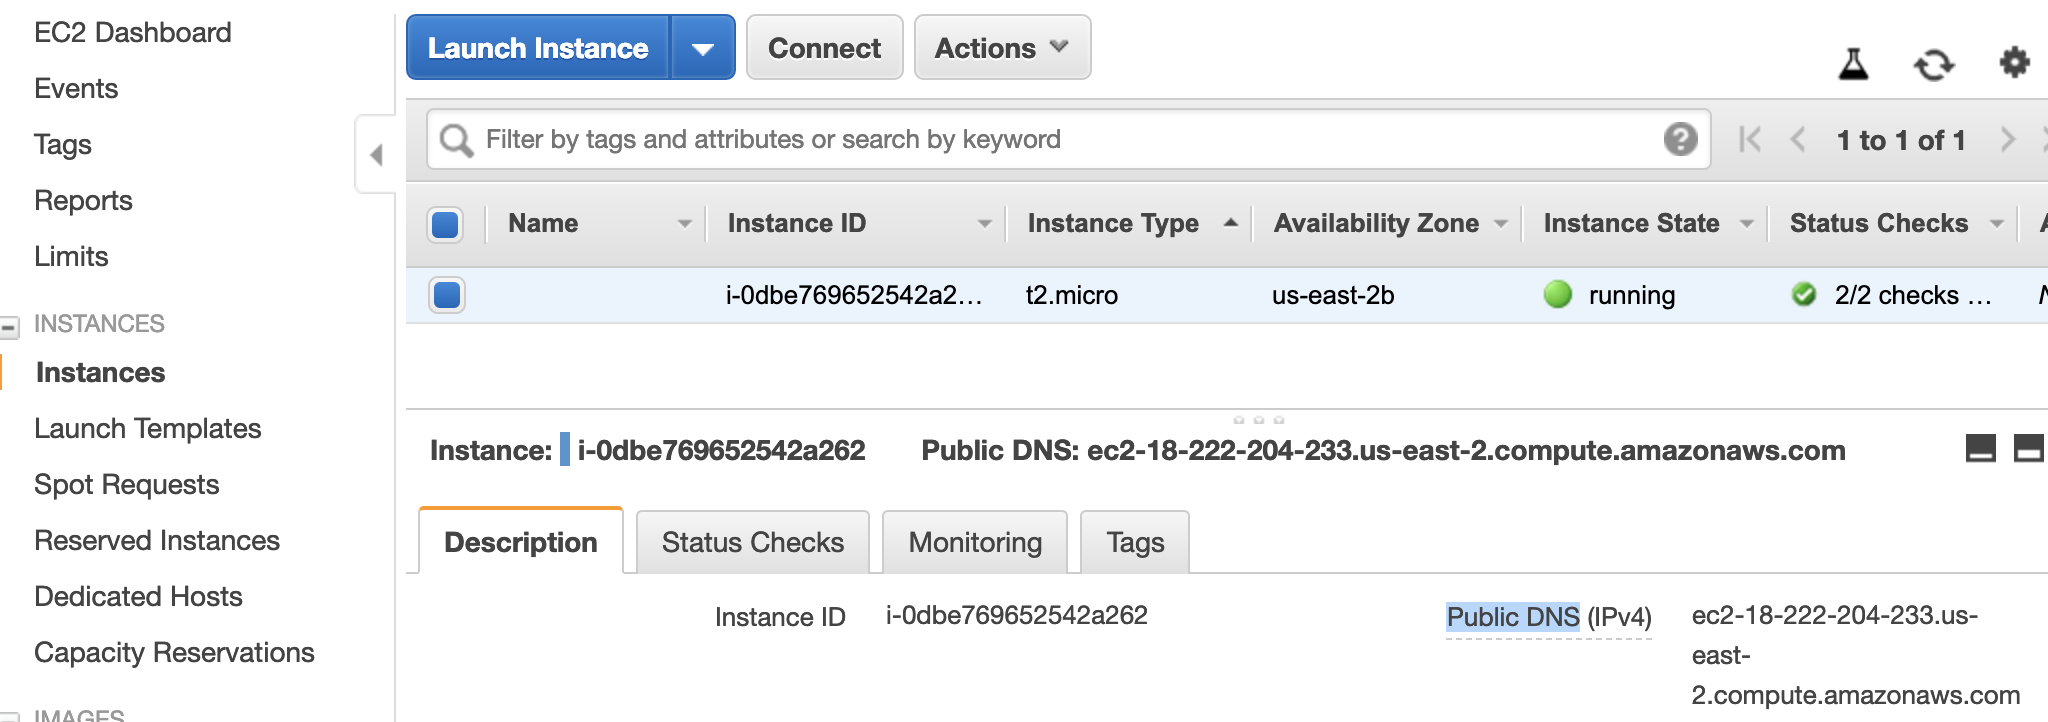 EC2 Dashboard
Events
Tags
Reports
Limits
INSTANCES
Instances
Launch Templates
Spot Requests
Reserved Instances
Dedicated Hosts
Capacity Reservations
IMAGES
Launch Instance Connect Actions
Filter by tags and attributes or search by keyword ? 1 to 1 of 1
Name Instance ID Instance Type Availability Zone Instance State Status Checks
i-0dbe769652542a2… t2.micro us-east-2b running 2/2 checks …
Instance: i-0dbe769652542a262 Public DNS: ec2-18-222-204-233.us-east-2.compute.amazonaws.com
Description Status Checks Monitoring Tags
Instance ID i-0dbe769652542a262 Public DNS (IPv4) ec2-18-222-204-233.us-
east-
2.compute.amazonaws.com